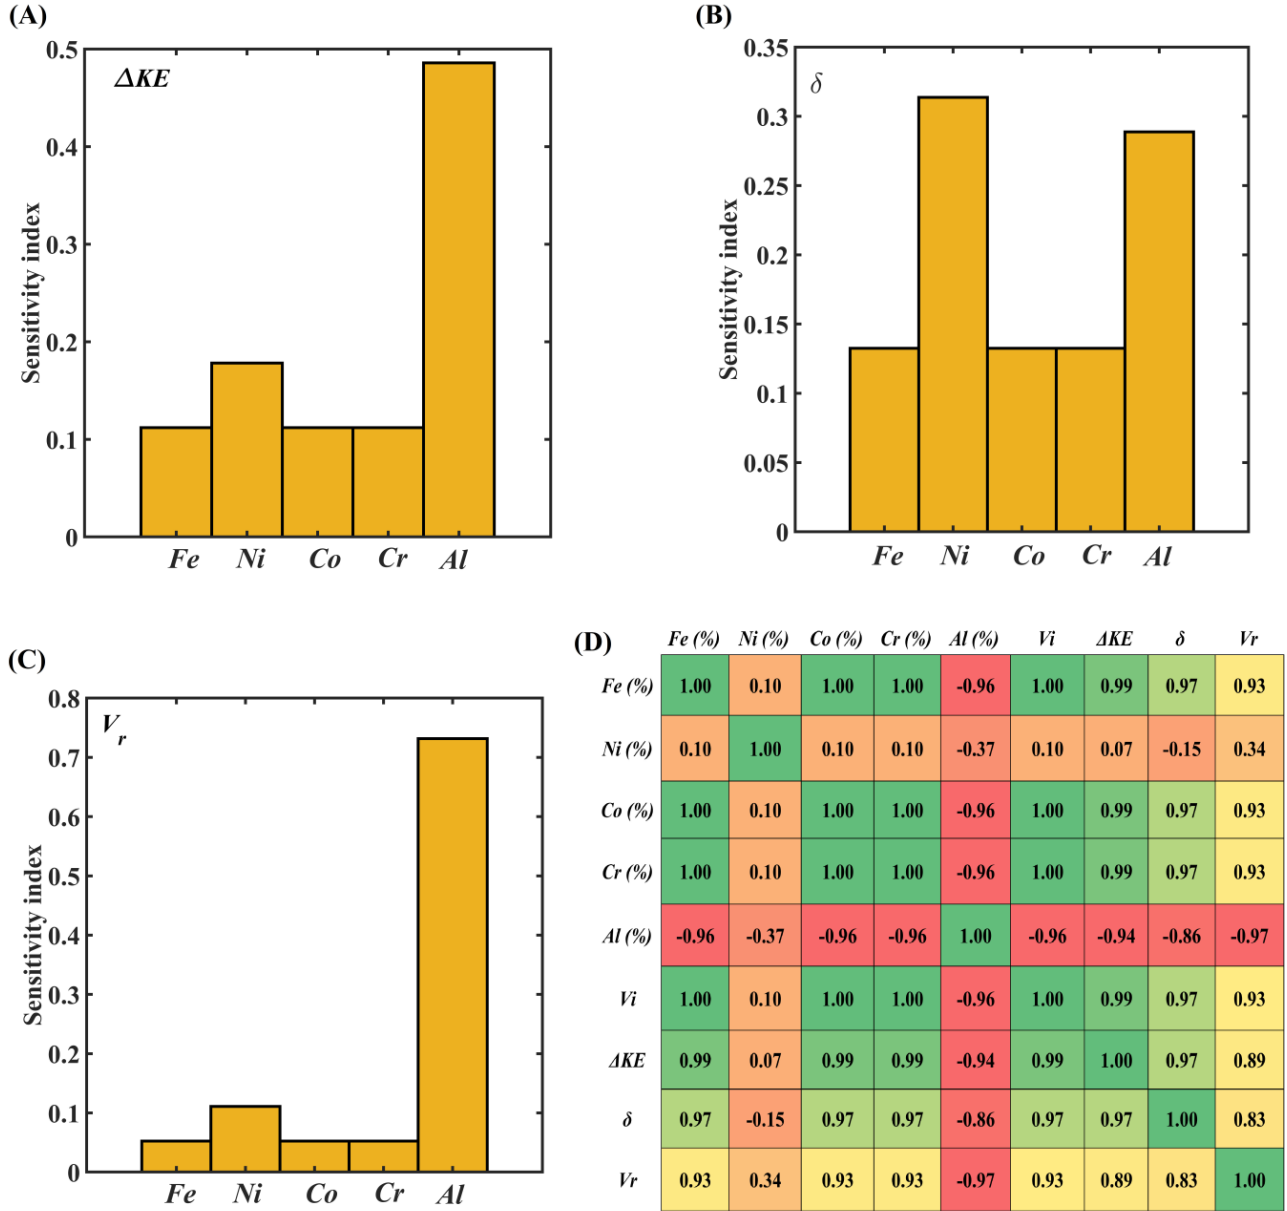 (A)
ΔKE
Sensitivity index
0.5
0.4
0.3
0.2
0.1
0
Fe Ni Co Cr Al
(B)
δ
Sensitivity index
0.35
0.3
0.25
0.2
0.15
0.1
0.05
0
Fe Ni Co Cr Al
(C)
Vr
Sensitivity index
0.8
0.7
0.6
0.5
0.4
0.3
0.2
0.1
0
Fe Ni Co Cr Al
(D)
Fe (%) Ni (%) Co (%) Cr (%) Al (%) Vi ΔKE δ Vr
Fe (%) 1.00 0.10 1.00 1.00 -0.96 1.00 0.99 0.97 0.93
Ni (%) 0.10 1.00 0.10 0.10 -0.37 0.10 0.07 -0.15 0.34
Co (%) 1.00 0.10 1.00 1.00 -0.96 1.00 0.99 0.97 0.93
Cr (%) 1.00 0.10 1.00 1.00 -0.96 1.00 0.99 0.97 0.93
Al (%) -0.96 -0.37 -0.96 -0.96 1.00 -0.96 -0.94 -0.86 -0.97
Vi 1.00 0.10 1.00 1.00 -0.96 1.00 0.99 0.97 0.93
ΔKE 0.99 0.07 0.99 0.99 -0.94 0.99 1.00 0.97 0.89
δ 0.97 -0.15 0.97 0.97 -0.86 0.97 0.97 1.00 0.83
Vr 0.93 0.34 0.93 0.93 -0.97 0.93 0.89 0.83 1.00